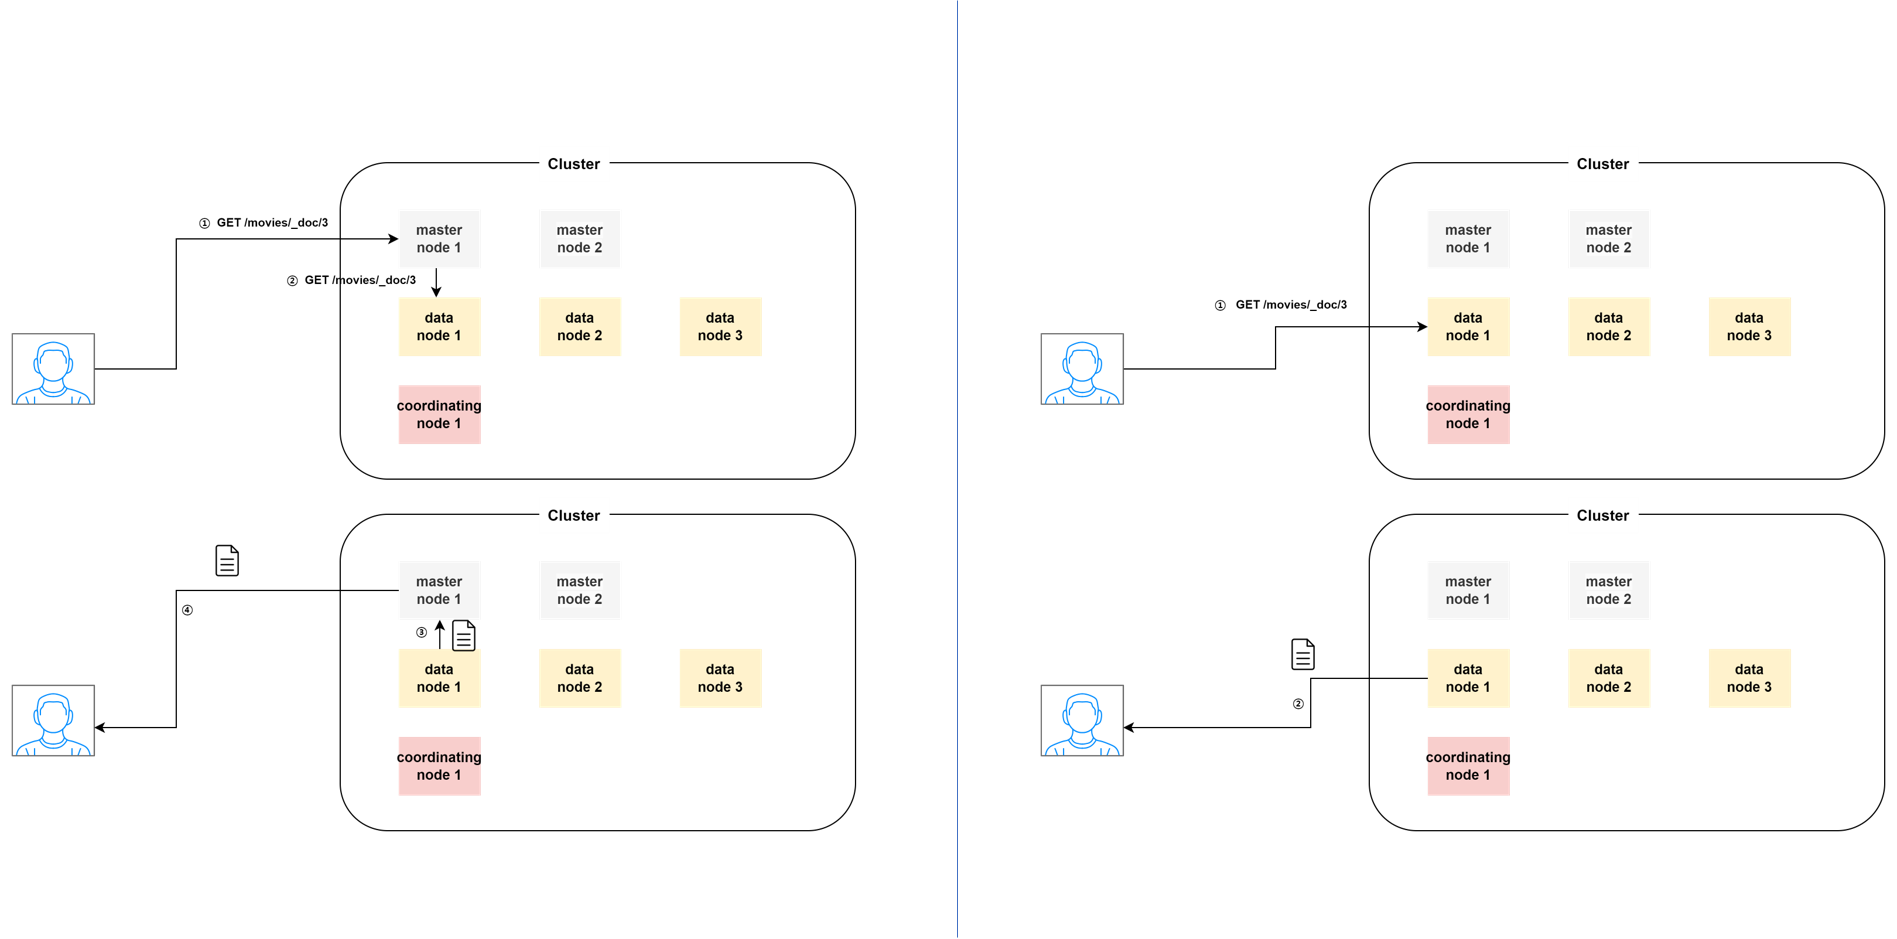 Cluster
① GET /movies/_doc/3
master
node 1
master
node 2
② GET /movies/_doc/3
data
node 1
data
node 2
data
node 3
coordinating
node 1
Cluster
master
node 1
master
node 2
④
③
data
node 1
data
node 2
data
node 3
coordinating
node 1
Cluster
master
node 1
master
node 2
① GET /movies/_doc/3
data
node 1
data
node 2
data
node 3
coordinating
node 1
Cluster
master
node 1
master
node 2
data
node 1
data
node 2
data
node 3
②
coordinating
node 1